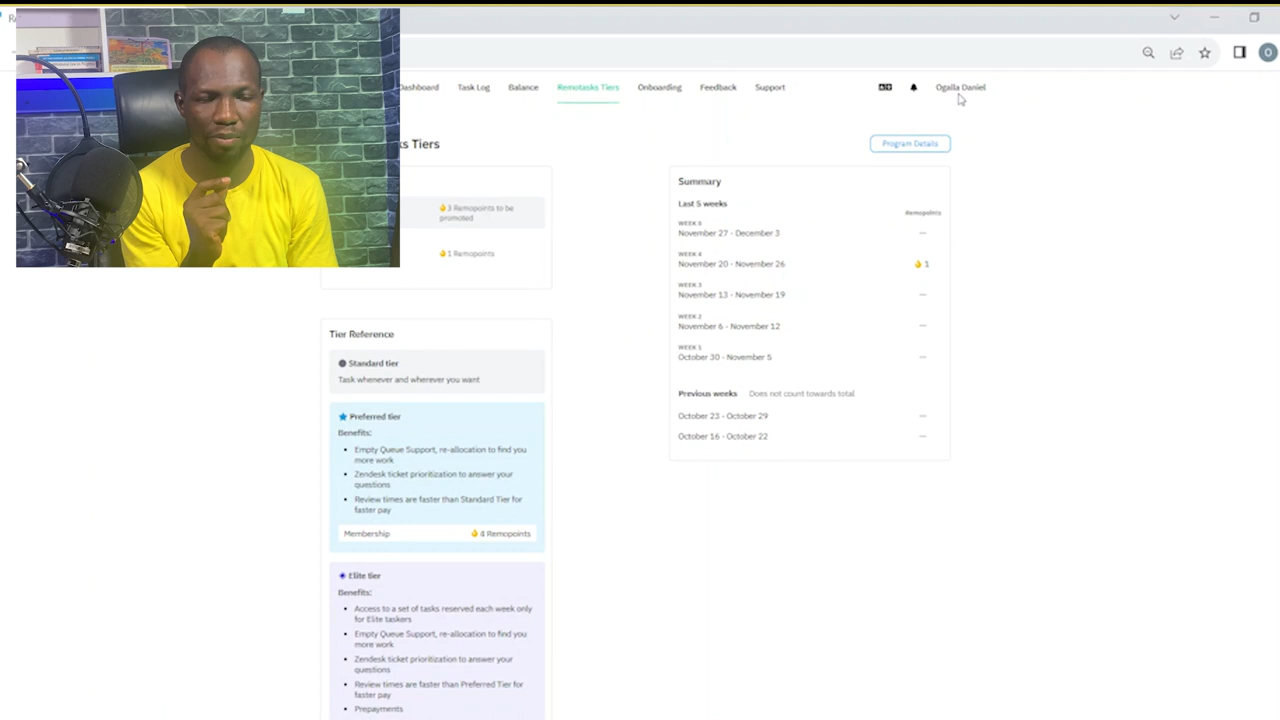 Dashboard Task Log Balance Remotasks Tiers Onboarding Feedback Support Ogalla Daniel
ks Tiers
Program Details
3 Remopoints to be
promoted
1 Remopoints
Tier Reference
Standard tier
Task whenever and wherever you want
Preferred tier
Benefits:
Empty Queue Support, re-allocation to find you
more work
Zendesk ticket prioritization to answer your
questions
Review times are faster than Standard Tier for
faster pay
Membership 4 Remopoints
Elite tier
Benefits:
Access to a set of tasks reserved each week only
for Elite taskers
Empty Queue Support, re-allocation to find you
more work
Zendesk ticket prioritization to answer your
questions
Review times are faster than Preferred Tier for
faster pay
Prepayments
Summary
Last 5 weeks
Remopoints
WEEK 5
November 27 - December 3 —
WEEK 4
November 20 - November 26 1
WEEK 3
November 13 - November 19 —
WEEK 2
November 6 - November 12 —
WEEK 1
October 30 - November 5 —
Previous weeks Does not count towards total
October 23 - October 29 —
October 16 - October 22 —
O